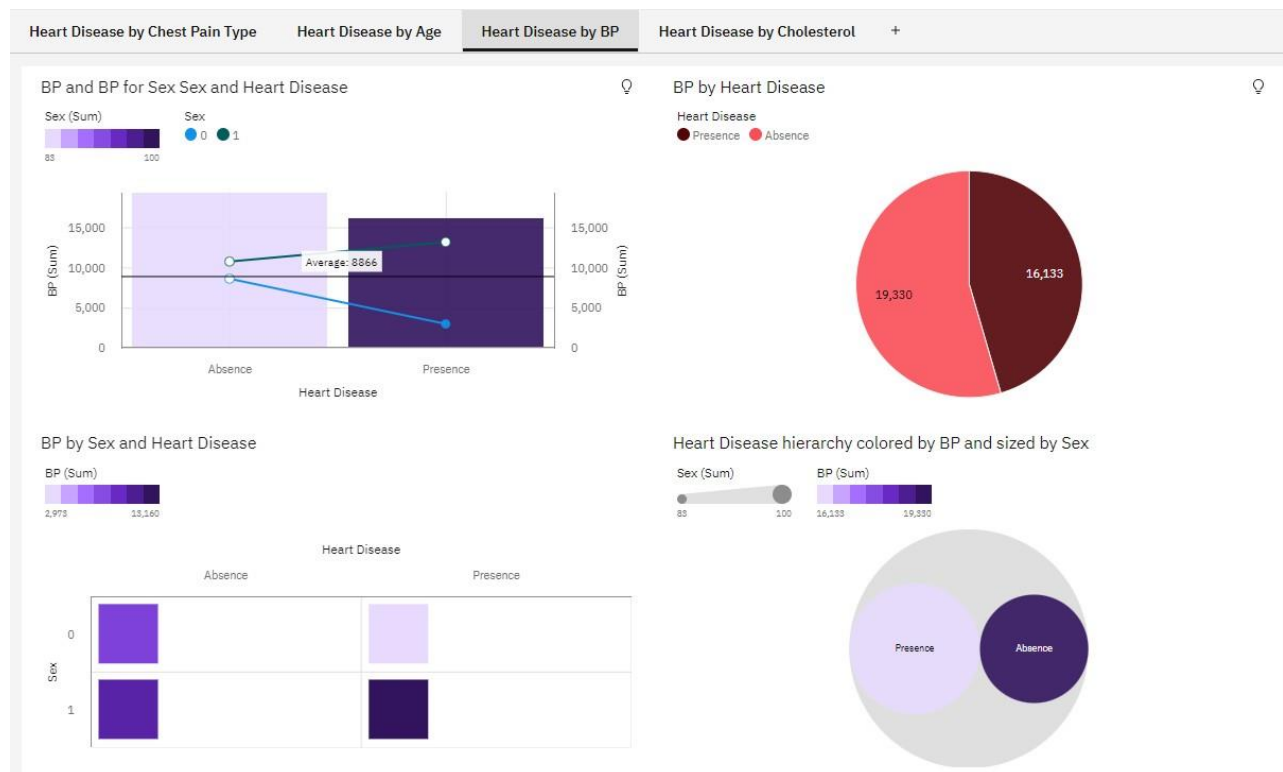 Heart Disease by Chest Pain Type Heart Disease by Age Heart Disease by BP Heart Disease by Cholesterol +
BP and BP for Sex Sex and Heart Disease
Sex (Sum) Sex
0 1
83 100
15,000
10,000
5,000
0
BP (Sum)
Average: 8866
15,000
10,000
5,000
0
BP (Sum)
Absence Presence
Heart Disease
BP by Heart Disease
Heart Disease
Presence Absence
16,133
19,330
BP by Sex and Heart Disease
BP (Sum)
2,973 13,160
Heart Disease
Absence Presence
0
Sex
1
Heart Disease hierarchy colored by BP and sized by Sex
Sex (Sum) BP (Sum)
83 100 16,133 19,330
Presence Absence